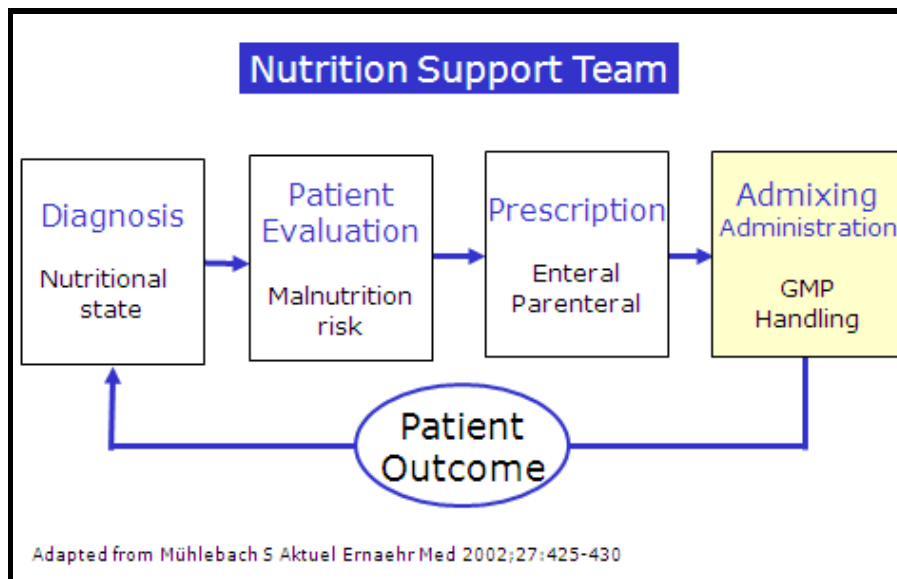 Nutrition Support Team
Diagnosis
Nutritional
state
Patient
Evaluation
Malnutrition
risk
Prescription
Enteral
Parenteral
Admixing
Administration
GMP
Handling
Patient
Outcome
Adapted from Mühlebach S Aktuel Ernaehr Med 2002;27:425-430